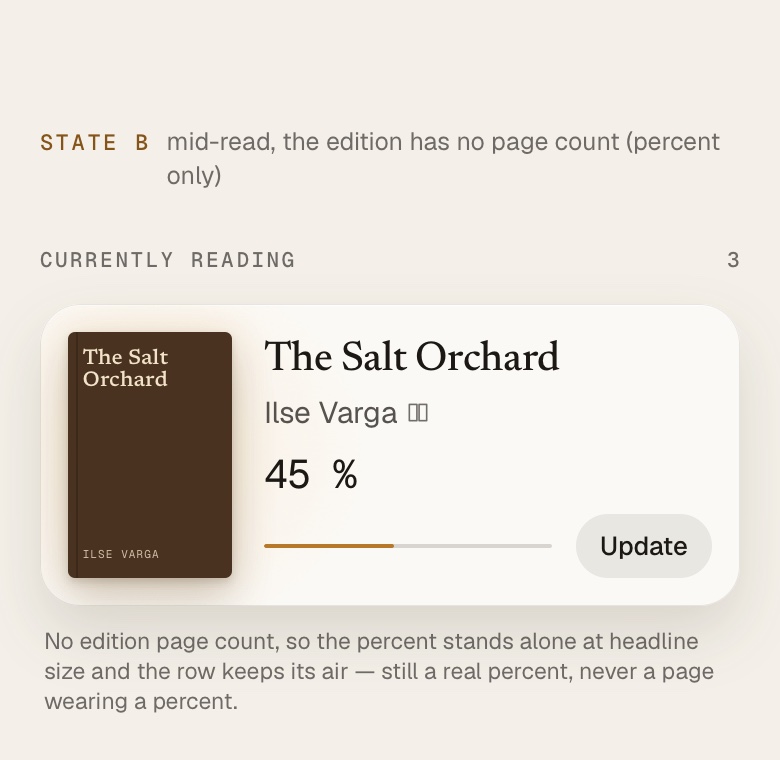 STATE B mid-read, the edition has no page count (percent
only)
CURRENTLY READING 3
The Salt
Orchard
ILSE VARGA
The Salt Orchard
Ilse Varga
45 %
Update
No edition page count, so the percent stands alone at headline
size and the row keeps its air — still a real percent, never a page
wearing a percent.